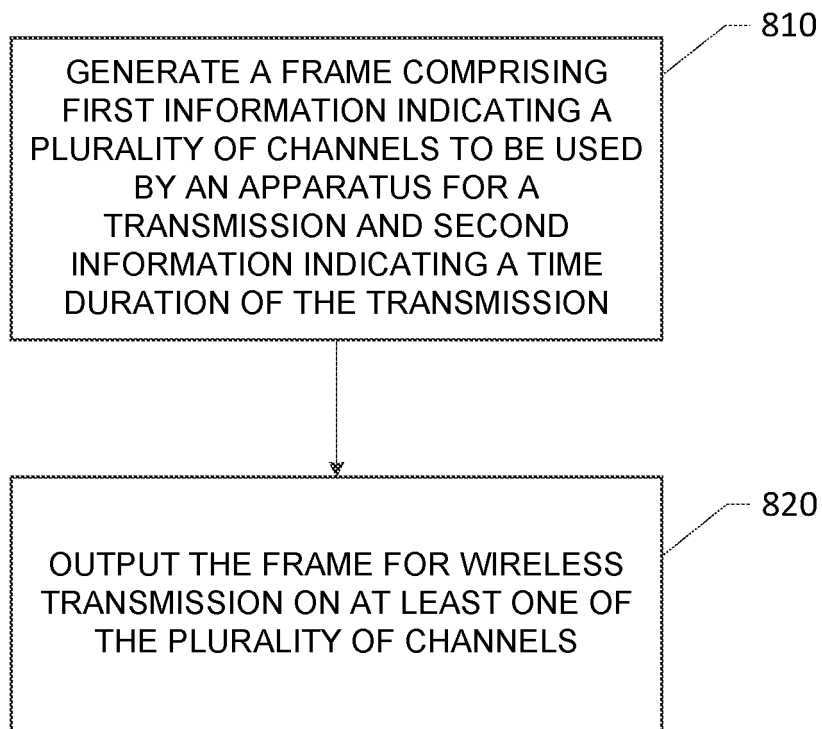 810
GENERATE A FRAME COMPRISING
FIRST INFORMATION INDICATING A
PLURALITY OF CHANNELS TO BE USED
BY AN APPARATUS FOR A
TRANSMISSION AND SECOND
INFORMATION INDICATING A TIME
DURATION OF THE TRANSMISSION
820
OUTPUT THE FRAME FOR WIRELESS
TRANSMISSION ON AT LEAST ONE OF
THE PLURALITY OF CHANNELS